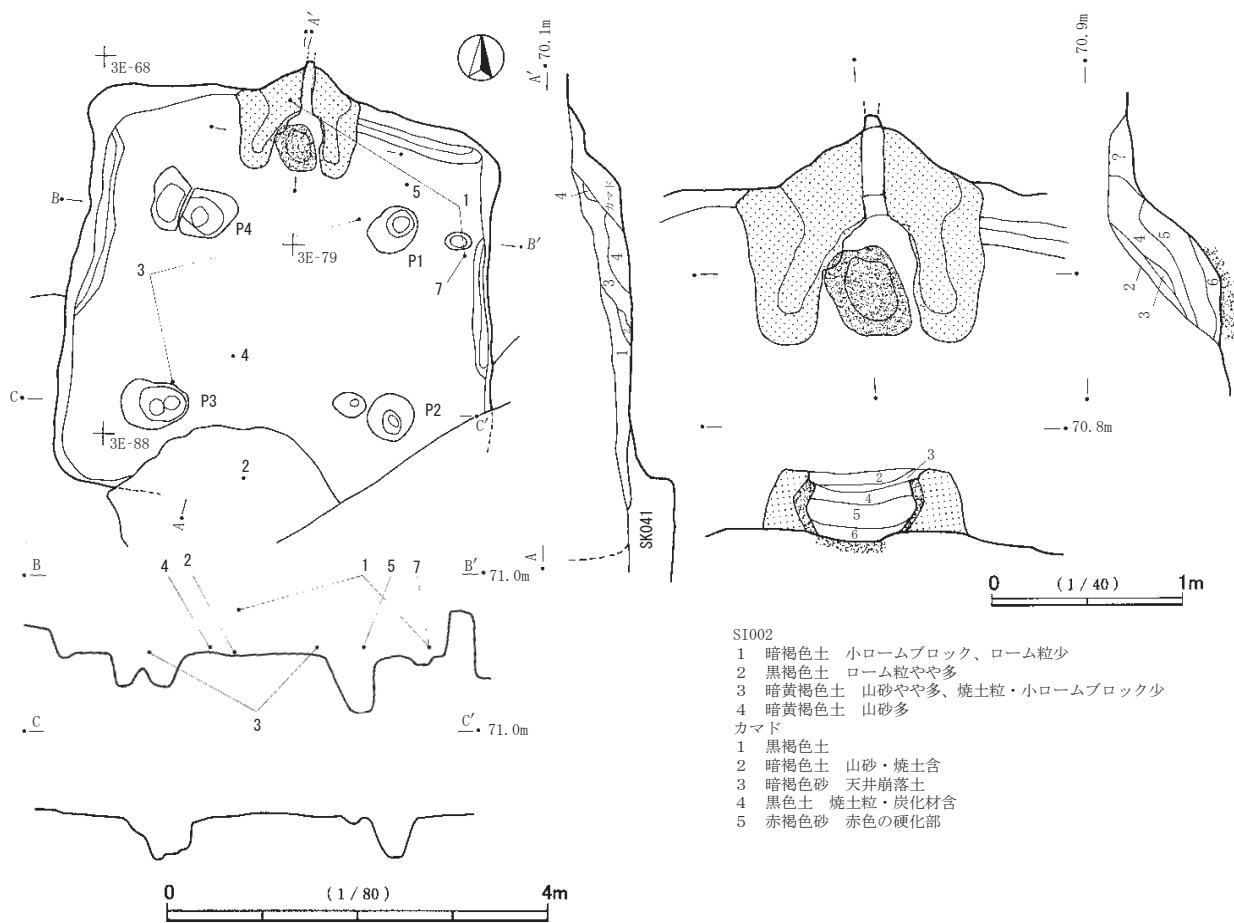 A′
3E-68
B
P4
5
1
P1
3E-79
B′
3
7
4
C
P3
P2
C′
3E-88
2
A
70.1m
A′
4
カマド
4
3
2
1
SK041
A
70.9m
?
4
5
2
3
6
70.8m
3
2
4
5
6
0 (1/40) 1m
B 4 2 1 5 7 B′ 71.0m
3
C C′ 71.0m
0 (1/80) 4m
SI002
1 暗褐色土 小ロームブロック、ローム粒少
2 黒褐色土 ローム粒やや多
3 暗黄褐色土 山砂やや多、焼土粒・小ロームブロック少
4 暗黄褐色土 山砂多
カマド
1 黒褐色土
2 暗褐色土 山砂・焼土含
3 暗褐色砂 天井崩落土
4 黒色土 焼土粒・炭化材含
5 赤褐色砂 赤色の硬化部